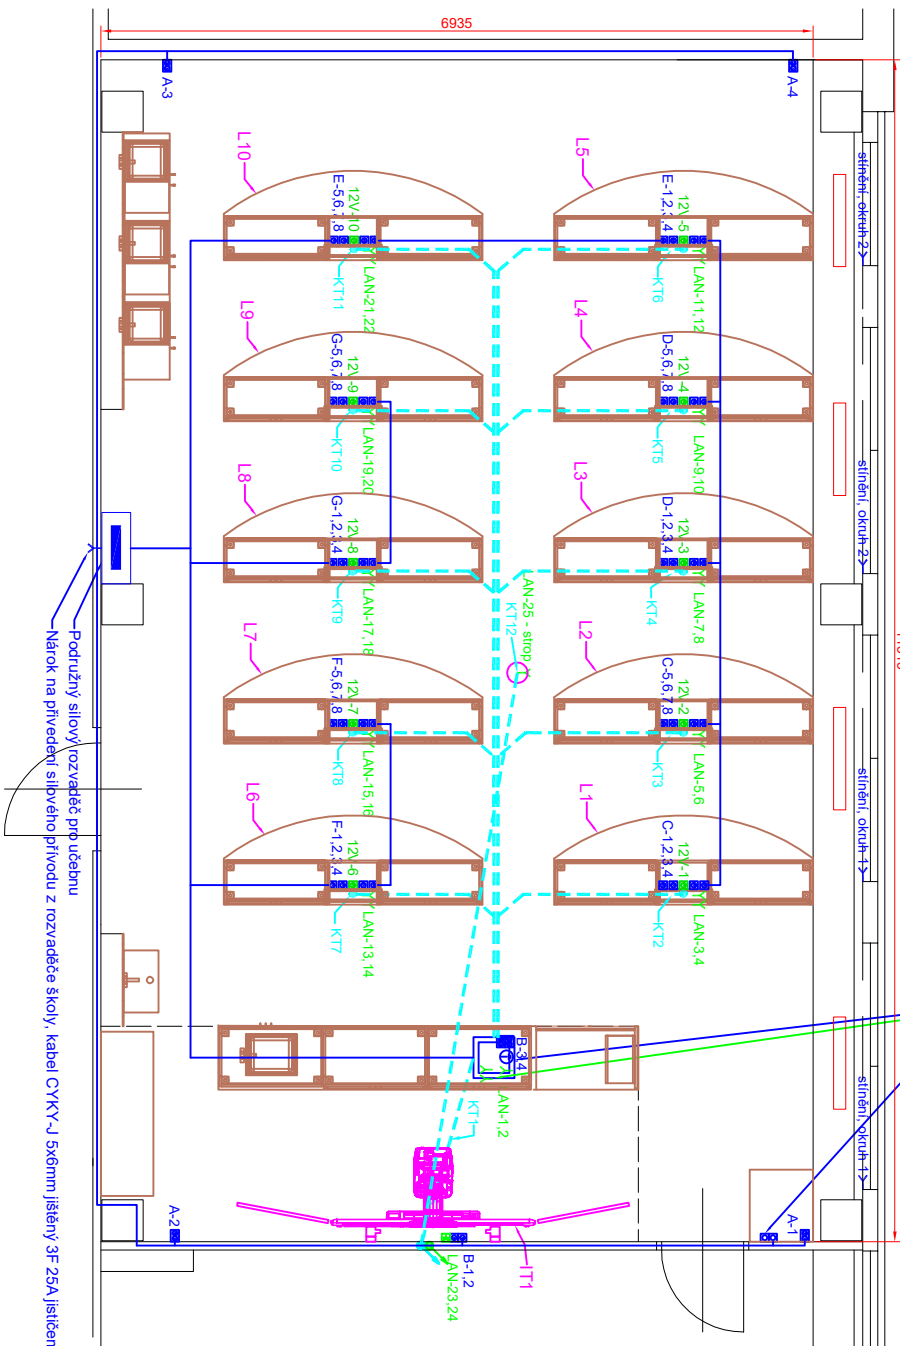 6935
A-3
A-4
stínění, okruh 2
L10
L5
E-5,6,7,8
12V-10
LAN-21,22
KT11
E-1,2,3,4
12V-5
LAN-11,12
KT6
L9
L4
G-5,6,7,8
12V-9
LAN-19,20
KT10
D-5,6,7,8
12V-4
LAN-9,10
KT5
stínění, okruh 2
L8
L3
G-1,2,3,4
12V-8
LAN-17,18
KT9
D-1,2,3,4
12V-3
LAN-7,8
KT4
LAN-25 - strop
KT12
L7
L2
F-5,6,7,8
12V-7
LAN-15,16
KT8
C-5,6,7,8
12V-2
LAN-5,6
KT3
stínění, okruh 1
L6
L1
F-1,2,3,4
12V-6
LAN-13,14
KT7
C-1,2,3,4
12V-1
LAN-3,4
KT2
Podružný silový rozvaděč pro učebnu
Nárok na přivedení silového přívodu z rozvaděče školy, kabel CYKY-J 5x6mm jištěný 3F 25A jističem
B-3,4
LAN-1,2
KT1
stínění, okruh 1
A-2
A-1
B-1,2
LAN-23,24
IT1